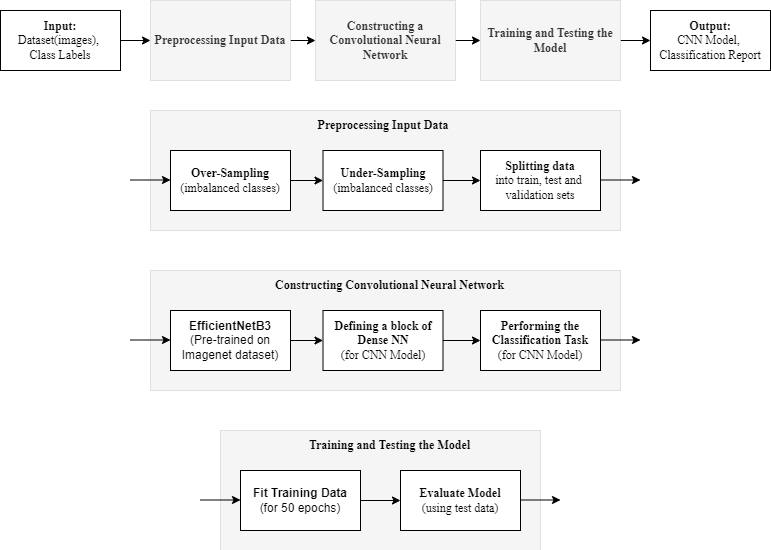 Input:
Dataset(images),
Class Labels
Preprocessing Input Data
Constructing a
Convolutional Neural
Network
Training and Testing the
Model
Output:
CNN Model,
Classification Report
Preprocessing Input Data
Over-Sampling
(imbalanced classes)
Under-Sampling
(imbalanced classes)
Splitting data
into train, test and
validation sets
Constructing Convolutional Neural Network
EfficientNetB3
(Pre-trained on
Imagenet dataset)
Defining a block of
Dense NN
(for CNN Model)
Performing the
Classification Task
(for CNN Model)
Training and Testing the Model
Fit Training Data
(for 50 epochs)
Evaluate Model
(using test data)